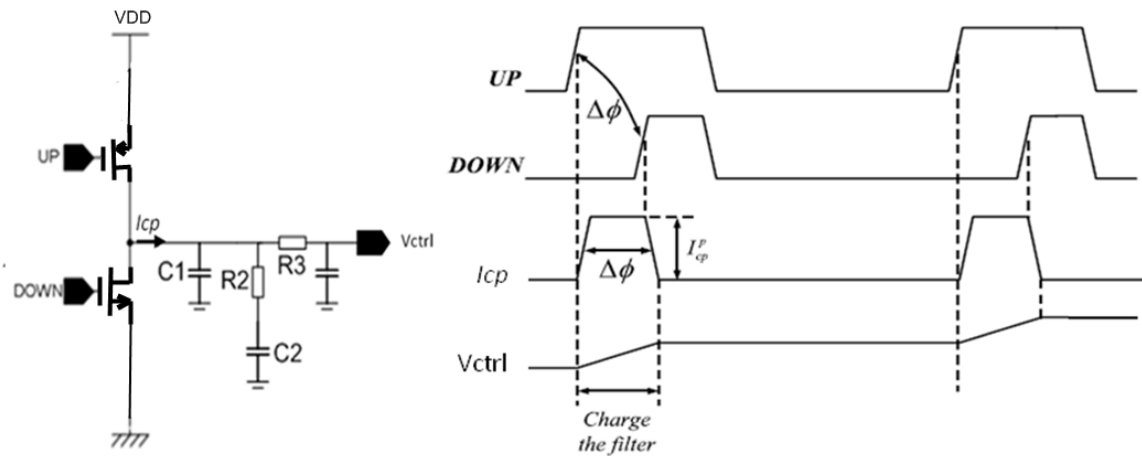 VDD
UP
Icp
Vctrl
C1
R2
R3
DOWN
C2
UP
Δϕ
DOWN
I^p_cp
Δϕ
Icp
Vctrl
Charge
the filter